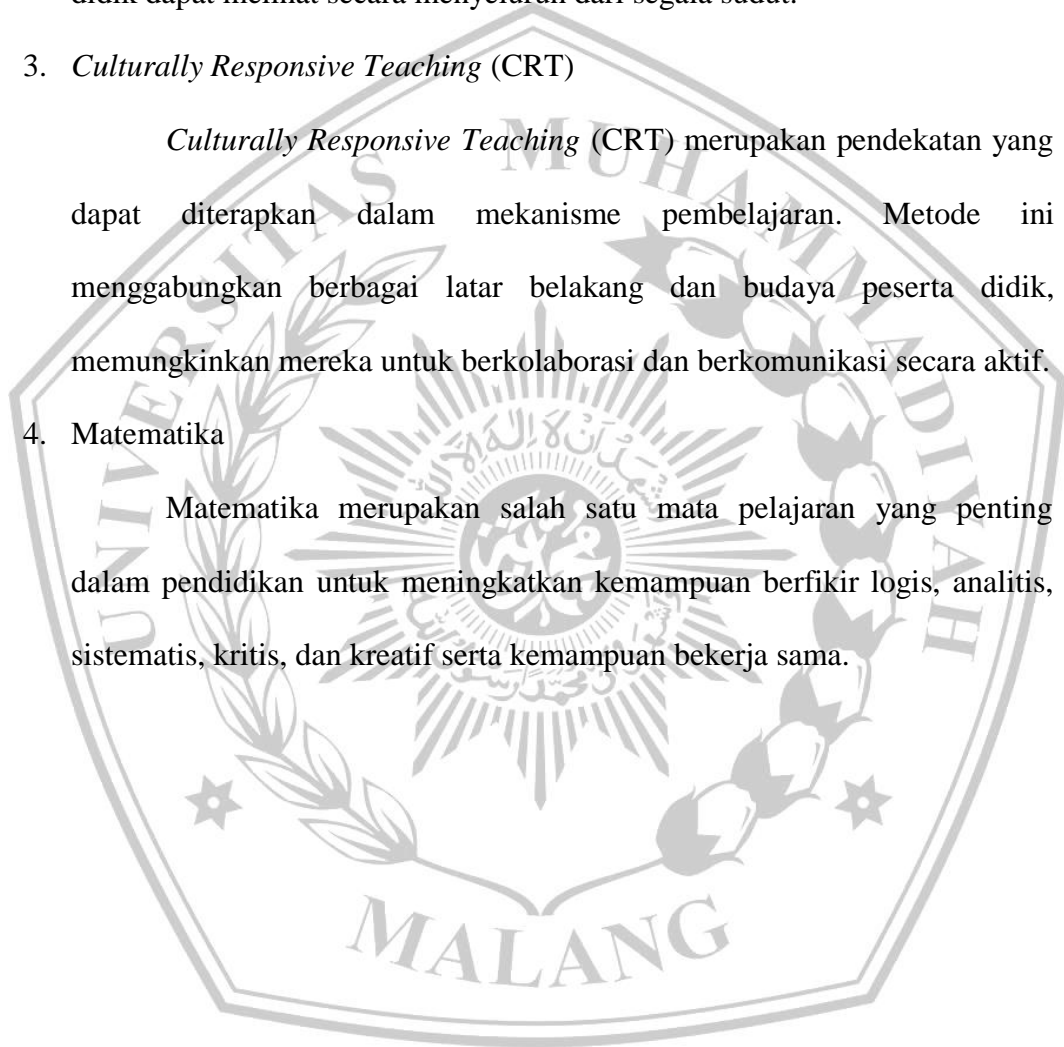 didik dapat melihat secara menyeluruh dari segala sudut.
3. Culturally Responsive Teaching (CRT)
Culturally Responsive Teaching (CRT) merupakan pendekatan yang
dapat diterapkan dalam mekanisme pembelajaran. Metode ini
menggabungkan berbagai latar belakang dan budaya peserta didik,
memungkinkan mereka untuk berkolaborasi dan berkomunikasi secara aktif.
4. Matematika
Matematika merupakan salah satu mata pelajaran yang penting
dalam pendidikan untuk meningkatkan kemampuan berfikir logis, analitis,
sistematis, kritis, dan kreatif serta kemampuan bekerja sama.
UNIVERSITAS MUHAMMADIYAH
MALANG